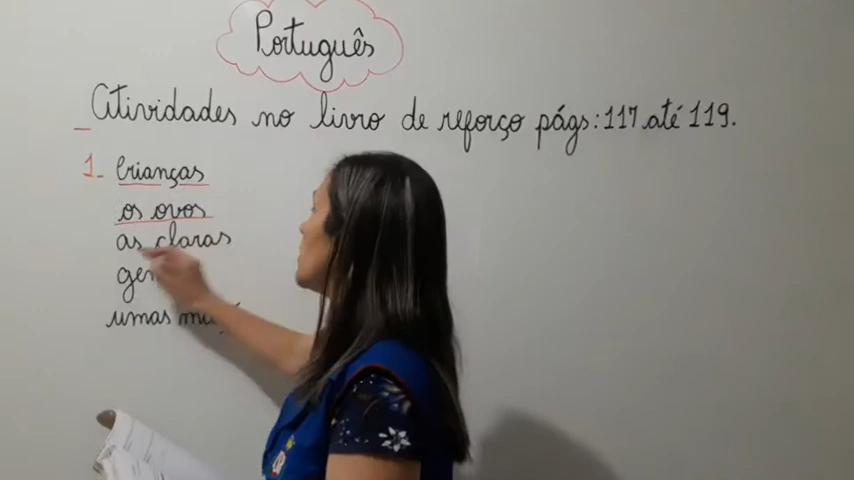 Português
Atividades no livro de reforço págs: 117 até 119.
1. Crianças
os ovos
as claras
umas